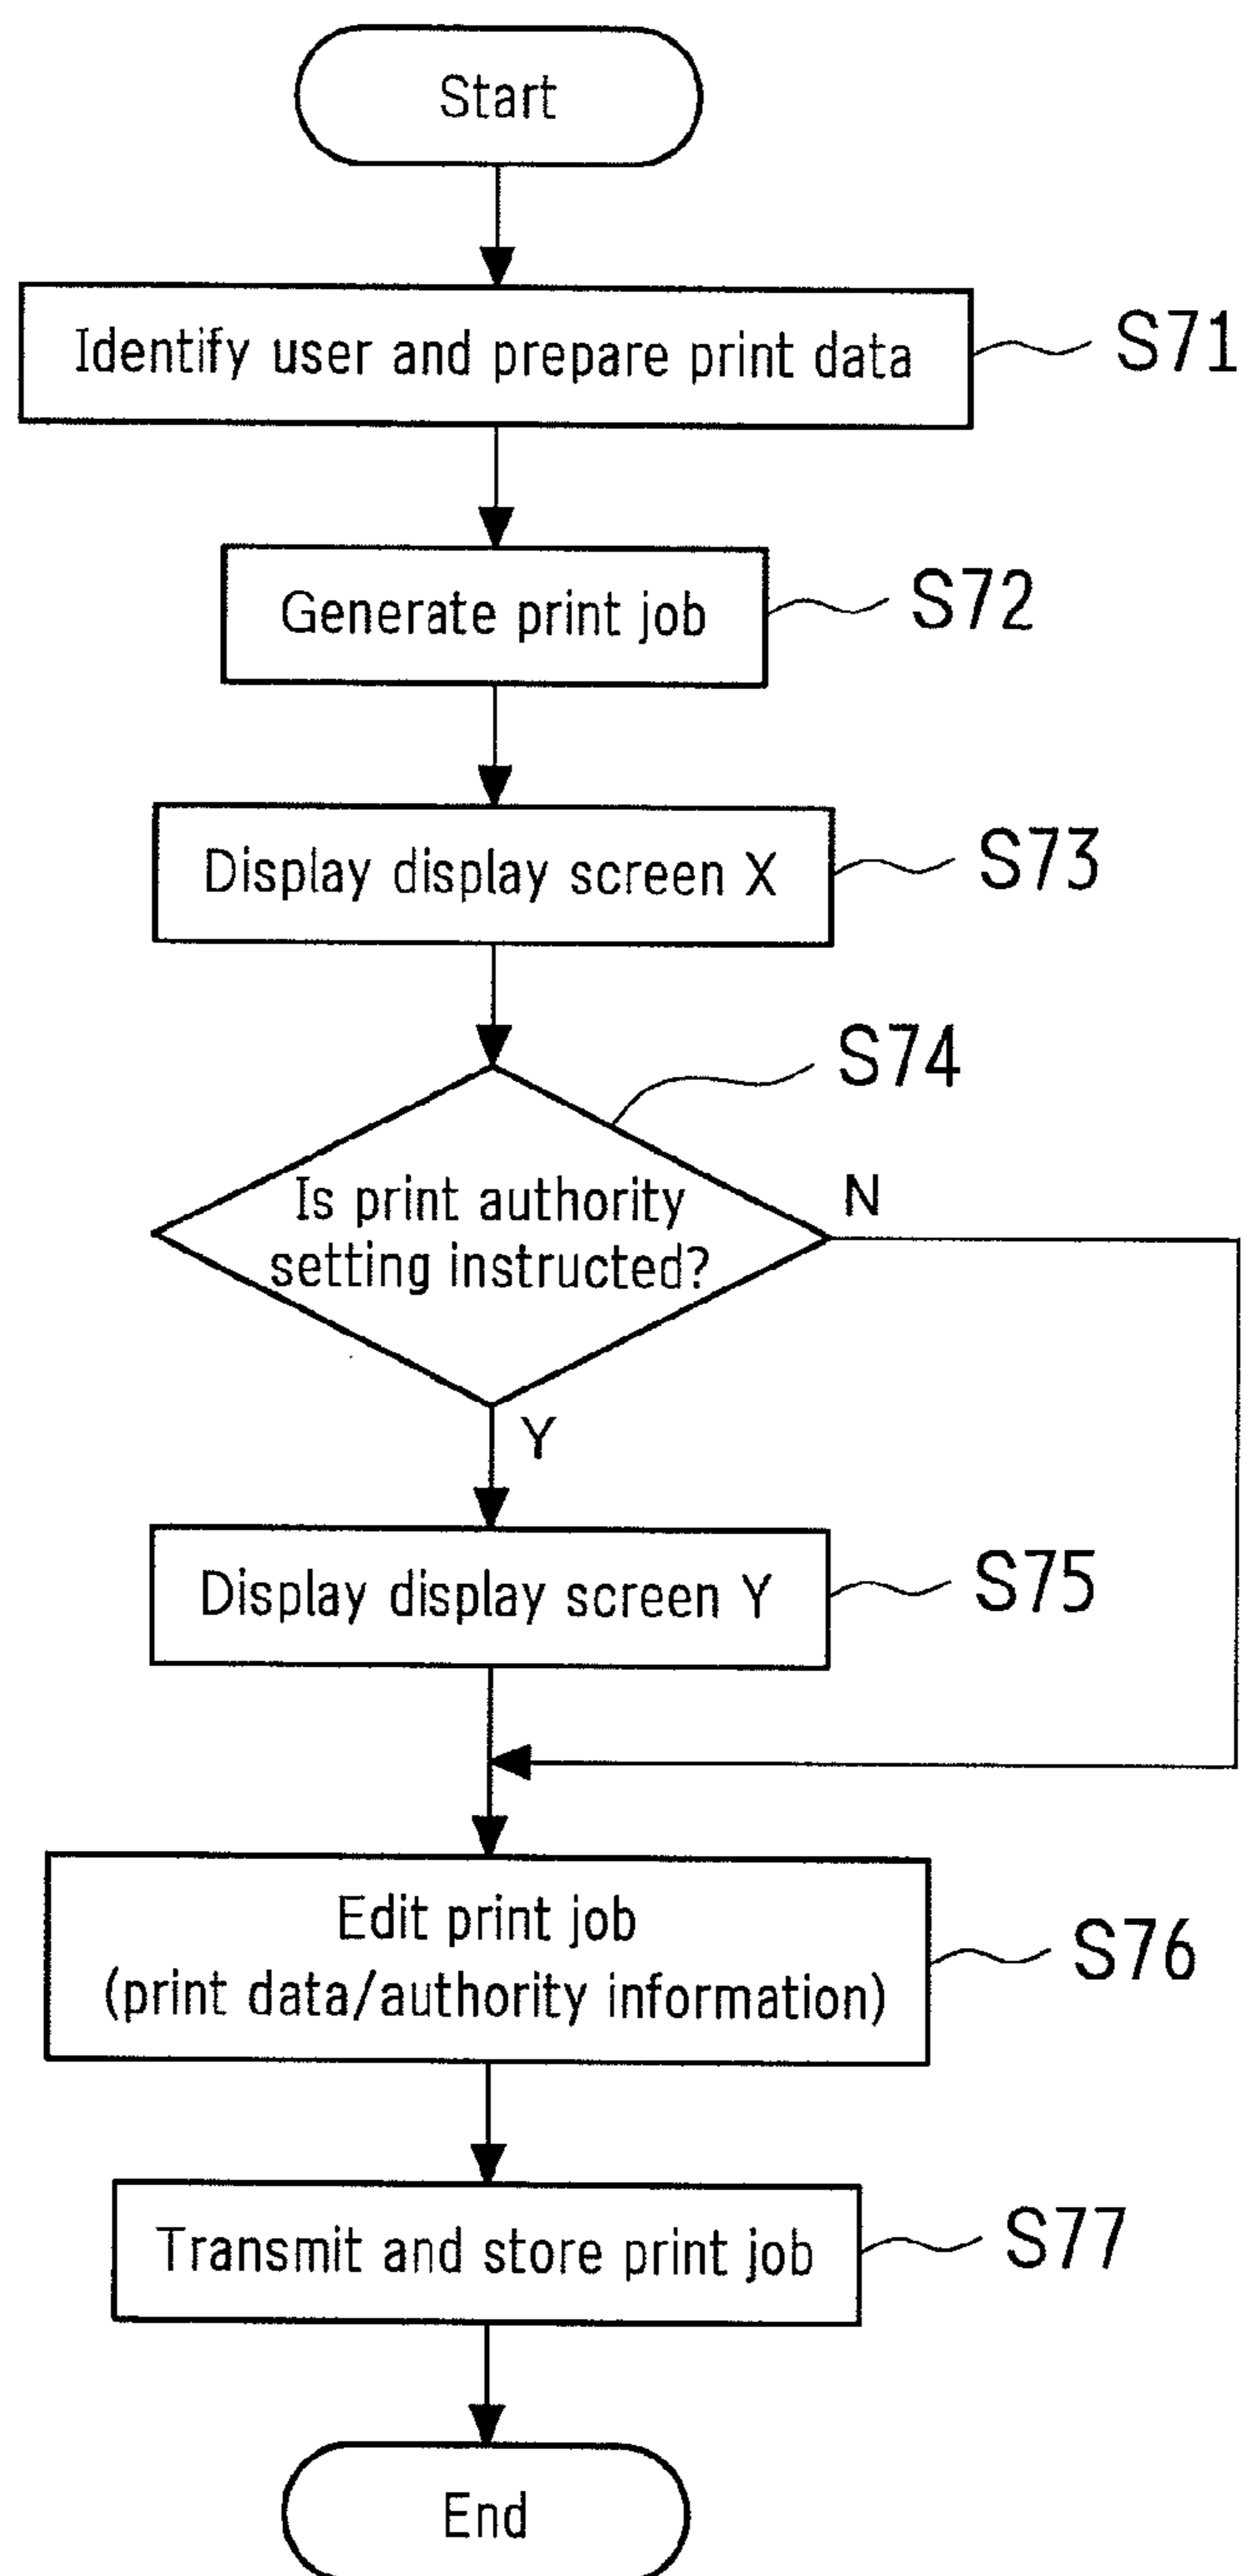 Start
Identify user and prepare print data
S71
Generate print job
S72
Display display screen X
S73
S74
Is print authority
setting instructed?
N
Y
Display display screen Y
S75
Edit print job
(print data/authority information)
S76
Transmit and store print job
S77
End